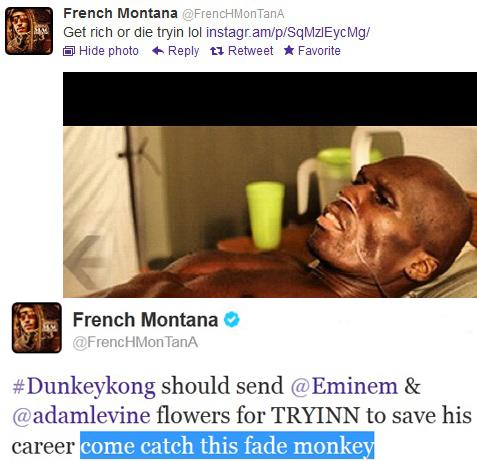 French Montana @FrencHMonTanA
Get rich or die tryin lol instagr.am/p/SqMzlEycMg/
Hide photo Reply Retweet Favorite
French Montana
@FrencHMonTanA
#Dunkeykong should send @Eminem &
@adamlevine flowers for TRYINN to save his
career come catch this fade monkey